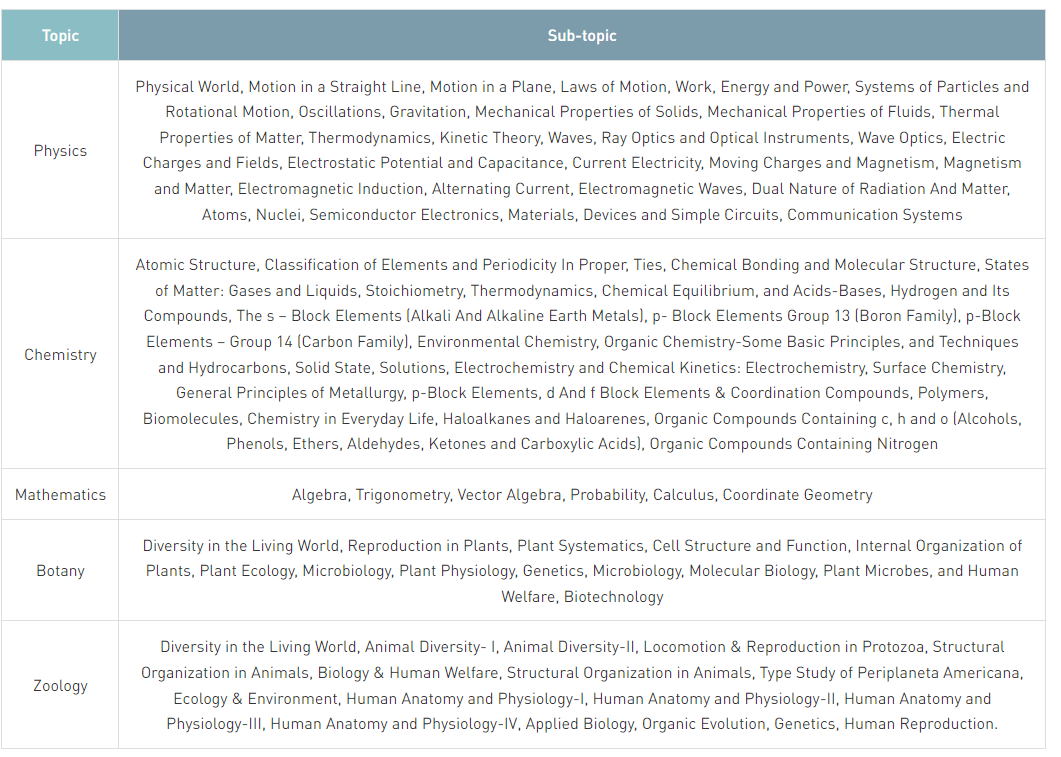 Topic
Sub-topic
Physics
Physical World, Motion in a Straight Line, Motion in a Plane, Laws of Motion, Work, Energy and Power, Systems of Particles and
Rotational Motion, Oscillations, Gravitation, Mechanical Properties of Solids, Mechanical Properties of Fluids, Thermal
Properties of Matter, Thermodynamics, Kinetic Theory, Waves, Ray Optics and Optical Instruments, Wave Optics, Electric
Charges and Fields, Electrostatic Potential and Capacitance, Current Electricity, Moving Charges and Magnetism, Magnetism
and Matter, Electromagnetic Induction, Alternating Current, Electromagnetic Waves, Dual Nature of Radiation And Matter,
Atoms, Nuclei, Semiconductor Electronics, Materials, Devices and Simple Circuits, Communication Systems
Chemistry
Atomic Structure, Classification of Elements and Periodicity In Proper, Ties, Chemical Bonding and Molecular Structure, States
of Matter: Gases and Liquids, Stoichiometry, Thermodynamics, Chemical Equilibrium, and Acids-Bases, Hydrogen and Its
Compounds, The s – Block Elements (Alkali And Alkaline Earth Metals), p- Block Elements Group 13 (Boron Family), p-Block
Elements – Group 14 (Carbon Family), Environmental Chemistry, Organic Chemistry-Some Basic Principles, and Techniques
and Hydrocarbons, Solid State, Solutions, Electrochemistry and Chemical Kinetics: Electrochemistry, Surface Chemistry,
General Principles of Metallurgy, p-Block Elements, d And f Block Elements & Coordination Compounds, Polymers,
Biomolecules, Chemistry in Everyday Life, Haloalkanes and Haloarenes, Organic Compounds Containing c, h and o (Alcohols,
Phenols, Ethers, Aldehydes, Ketones and Carboxylic Acids), Organic Compounds Containing Nitrogen
Mathematics
Algebra, Trigonometry, Vector Algebra, Probability, Calculus, Coordinate Geometry
Botany
Diversity in the Living World, Reproduction in Plants, Plant Systematics, Cell Structure and Function, Internal Organization of
Plants, Plant Ecology, Microbiology, Plant Physiology, Genetics, Microbiology, Molecular Biology, Plant Microbes, and Human
Welfare, Biotechnology
Zoology
Diversity in the Living World, Animal Diversity- I, Animal Diversity-II, Locomotion & Reproduction in Protozoa, Structural
Organization in Animals, Biology & Human Welfare, Structural Organization in Animals, Type Study of Periplaneta Americana,
Ecology & Environment, Human Anatomy and Physiology-I, Human Anatomy and Physiology-II, Human Anatomy and
Physiology-III, Human Anatomy and Physiology-IV, Applied Biology, Organic Evolution, Genetics, Human Reproduction.